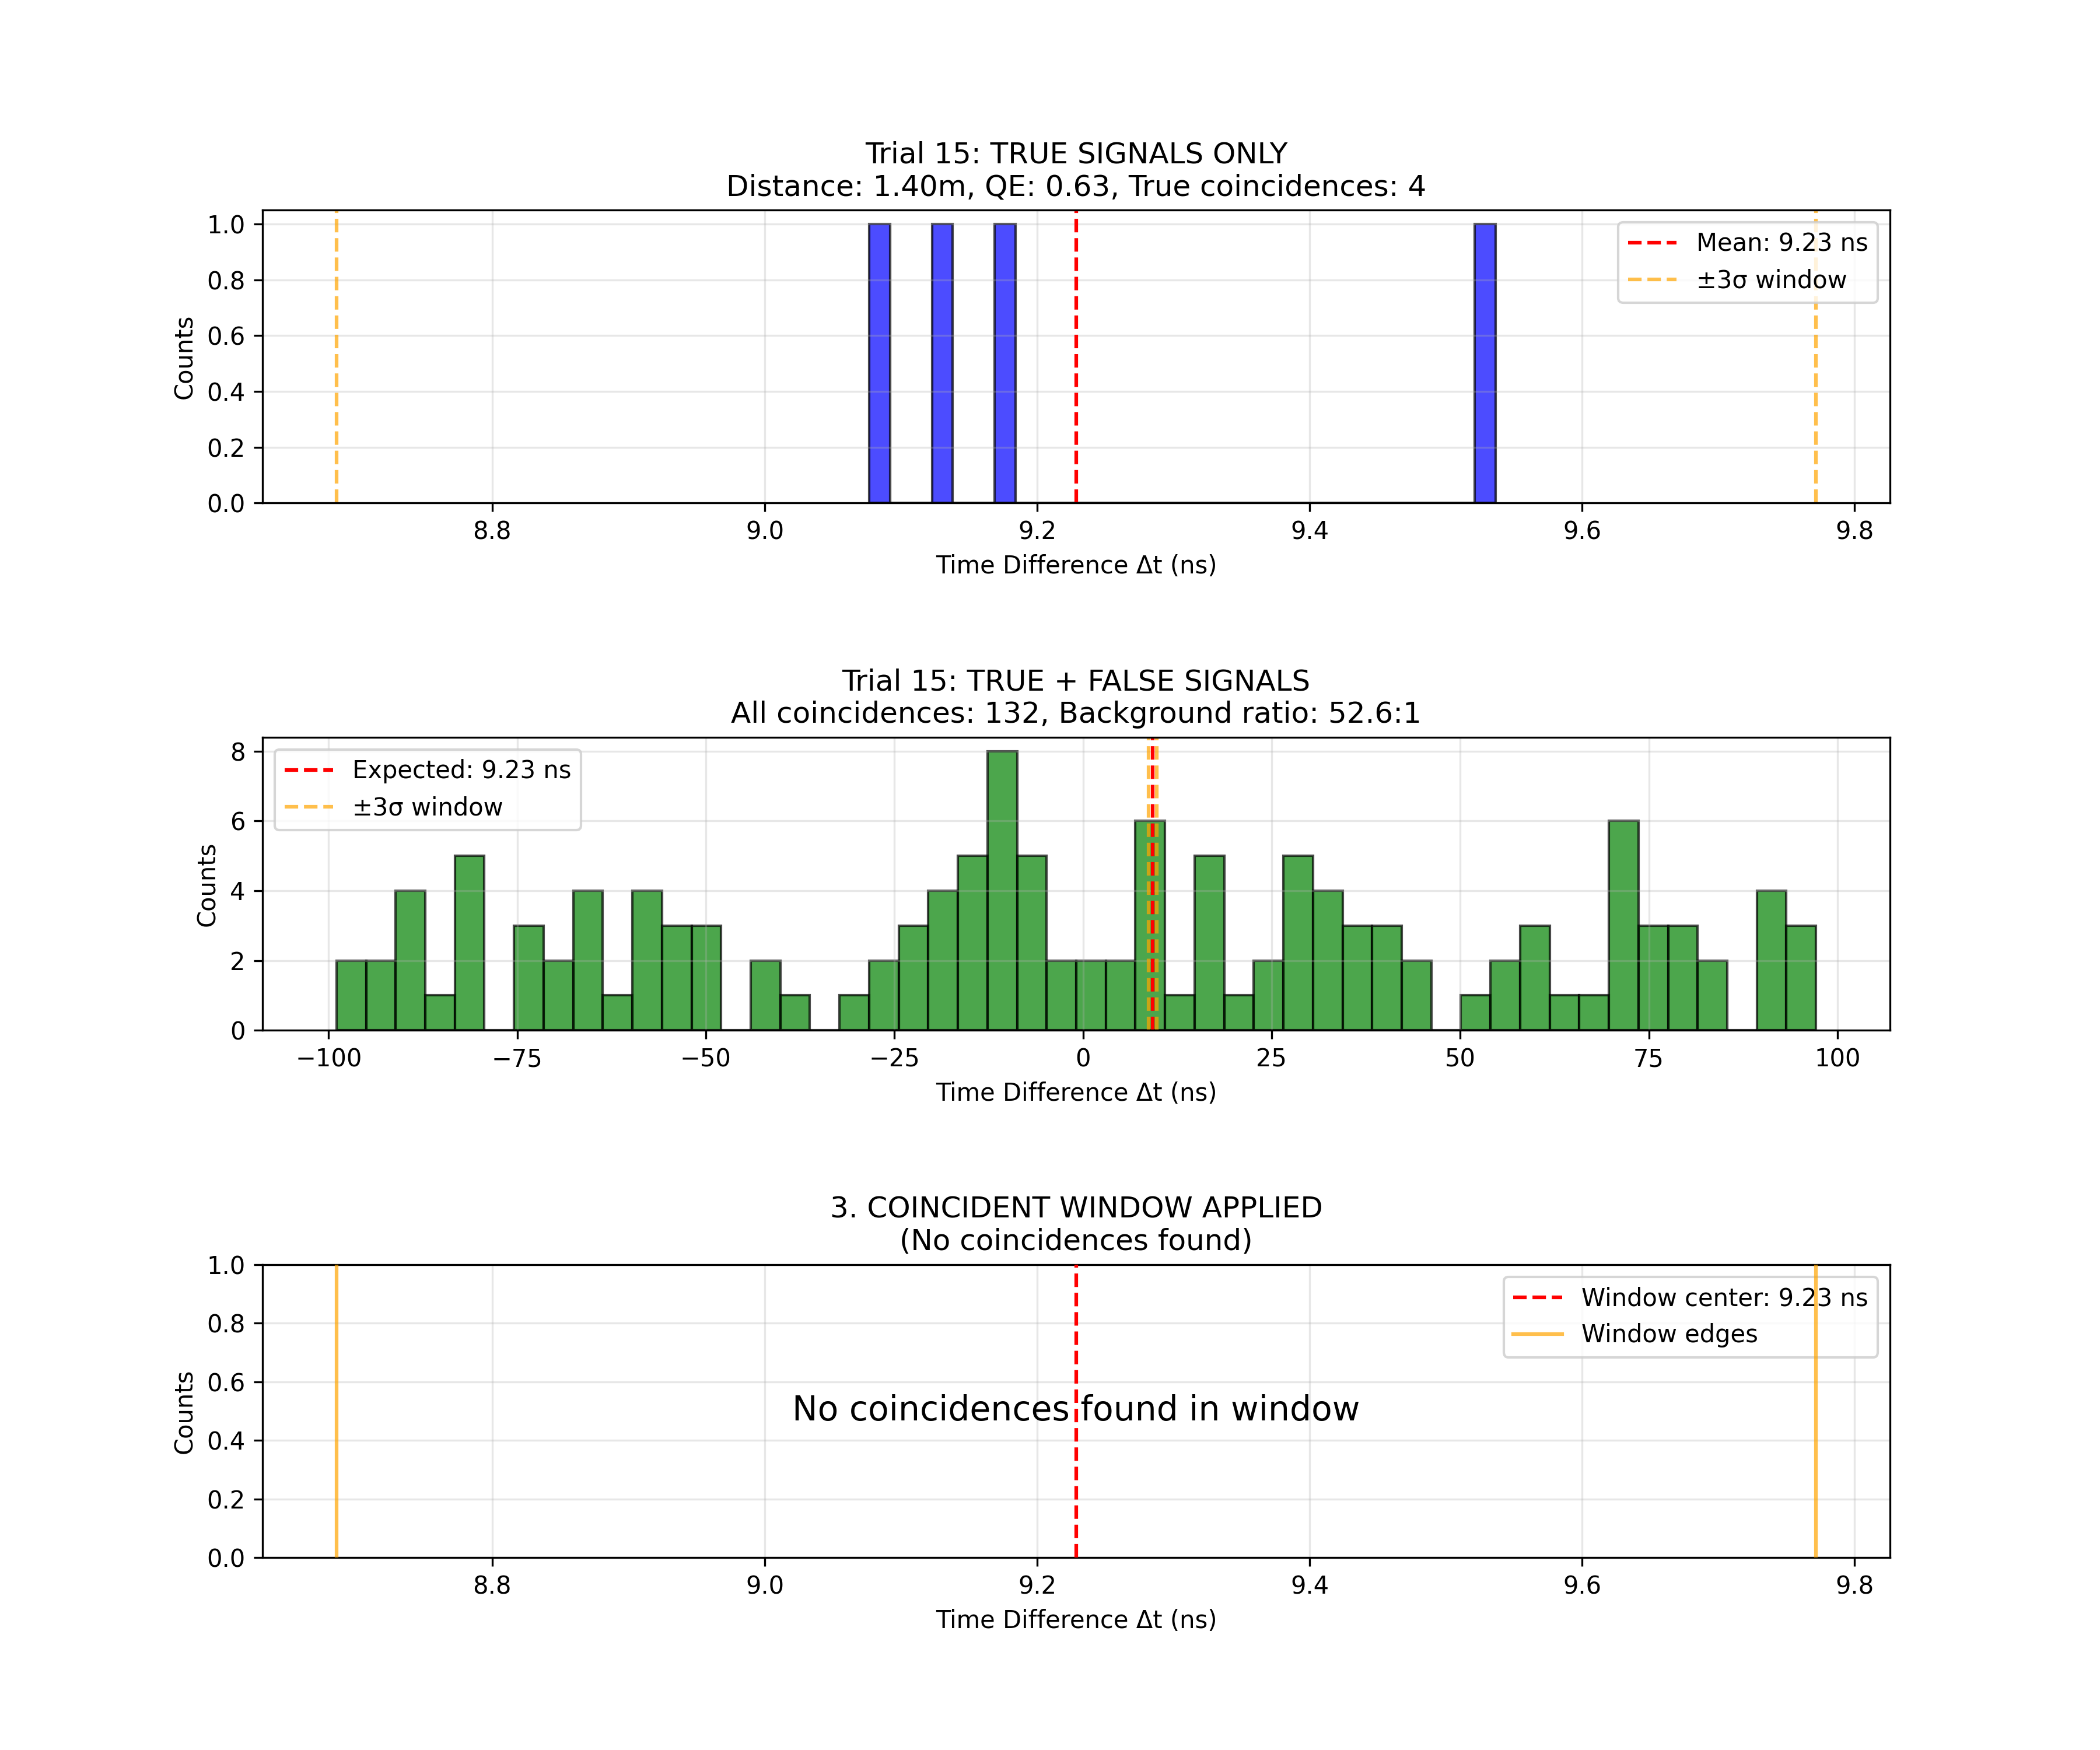 Trial 15: TRUE SIGNALS ONLY
Distance: 1.40m, QE: 0.63, True coincidences: 4
Counts
1.0
0.8
0.6
0.4
0.2
0.0
Mean: 9.23 ns
±3σ window
8.8 9.0 9.2 9.4 9.6 9.8
Time Difference Δt (ns)
Trial 15: TRUE + FALSE SIGNALS
All coincidences: 132, Background ratio: 52.6:1
Counts
8
6
4
2
0
Expected: 9.23 ns
±3σ window
−100 −75 −50 −25 0 25 50 75 100
Time Difference Δt (ns)
3. COINCIDENT WINDOW APPLIED
(No coincidences found)
Counts
1.0
0.8
0.6
0.4
0.2
0.0
Window center: 9.23 ns
Window edges
No coincidences found in window
8.8 9.0 9.2 9.4 9.6 9.8
Time Difference Δt (ns)